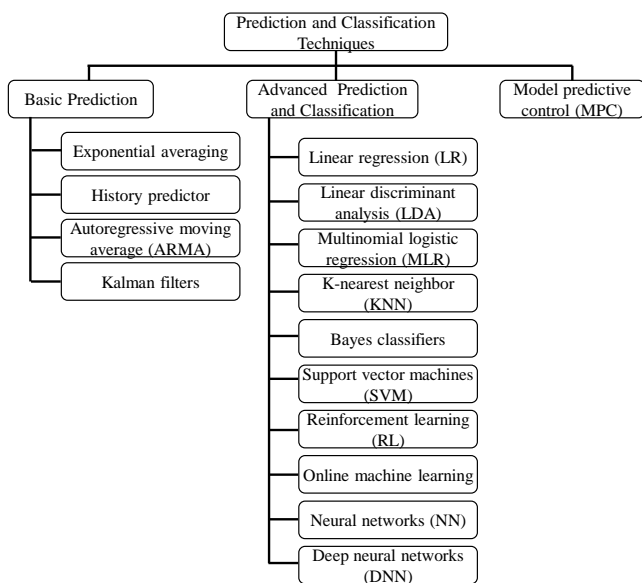 Prediction and Classification
Techniques
Basic Prediction
Advanced Prediction
and Classification
Model predictive
control (MPC)
Exponential averaging
History predictor
Autoregressive moving
average (ARMA)
Kalman filters
Linear regression (LR)
Linear discriminant
analysis (LDA)
Multinomial logistic
regression (MLR)
K-nearest neighbor
(KNN)
Bayes classifiers
Support vector machines
(SVM)
Reinforcement learning
(RL)
Online machine learning
Neural networks (NN)
Deep neural networks
(DNN)